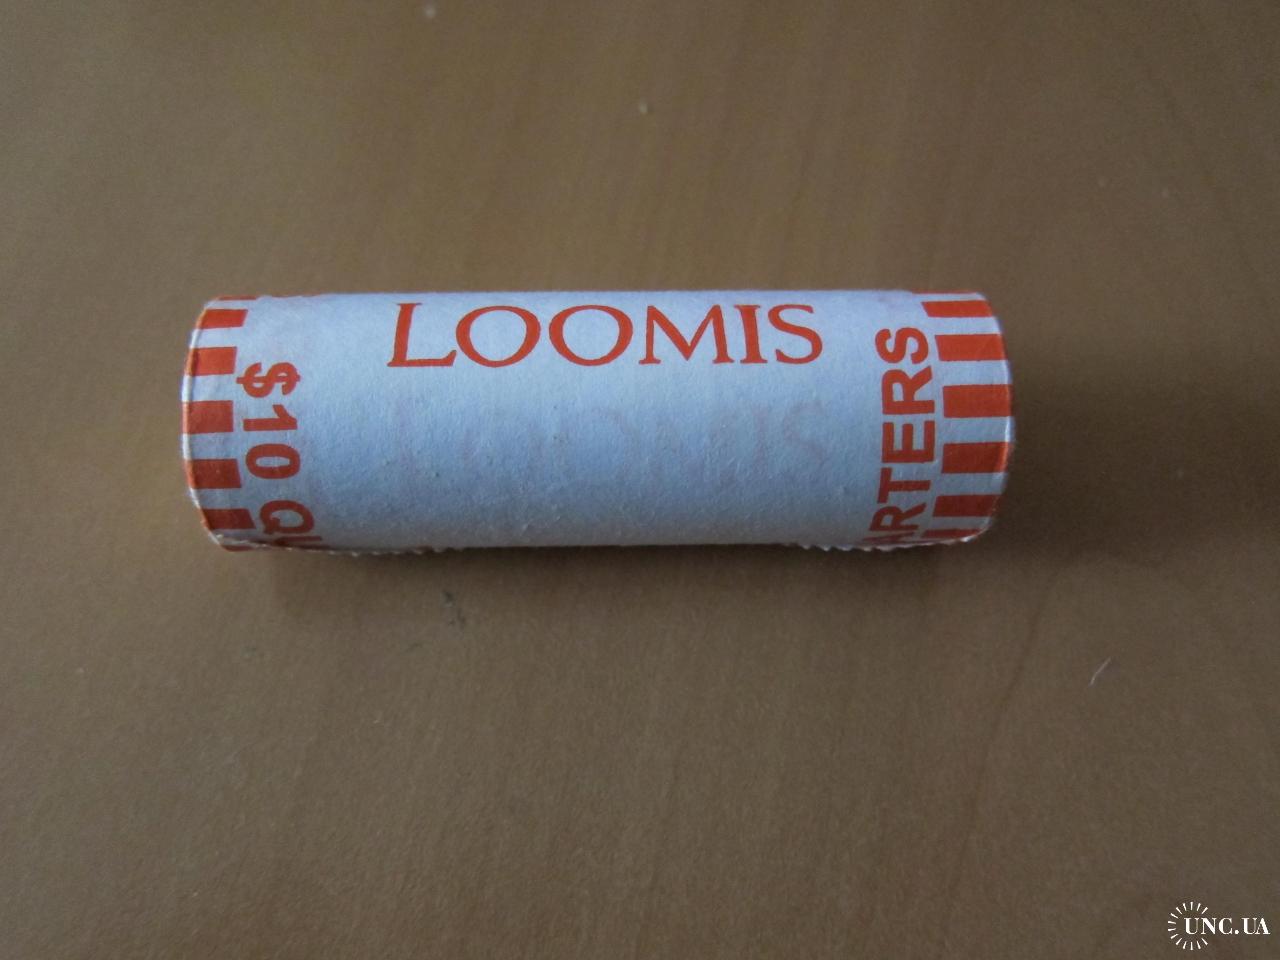 LOOMIS
$10 QU
ARTERS
UNC.UA